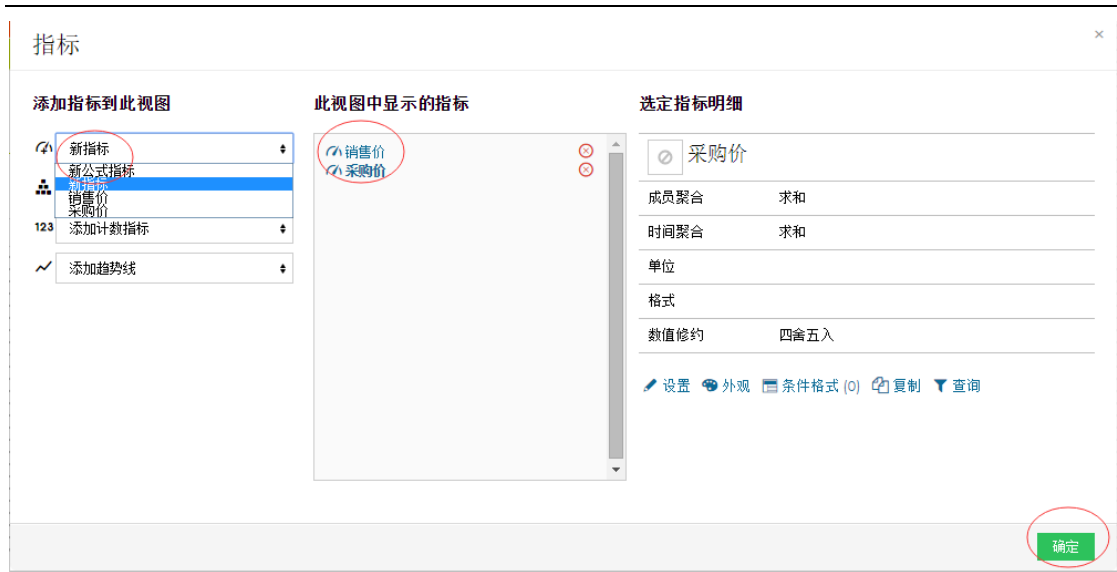 指标
×
添加指标到此视图
新指标
新公式指标
新指标
销售价
采购价
123 添加计数指标
添加趋势线
此视图中显示的指标
销售价
采购价
选定指标明细
采购价
成员聚合 求和
时间聚合 求和
单位
格式
数值修约 四舍五入
设置 外观 条件格式 (0) 复制 查询
确定